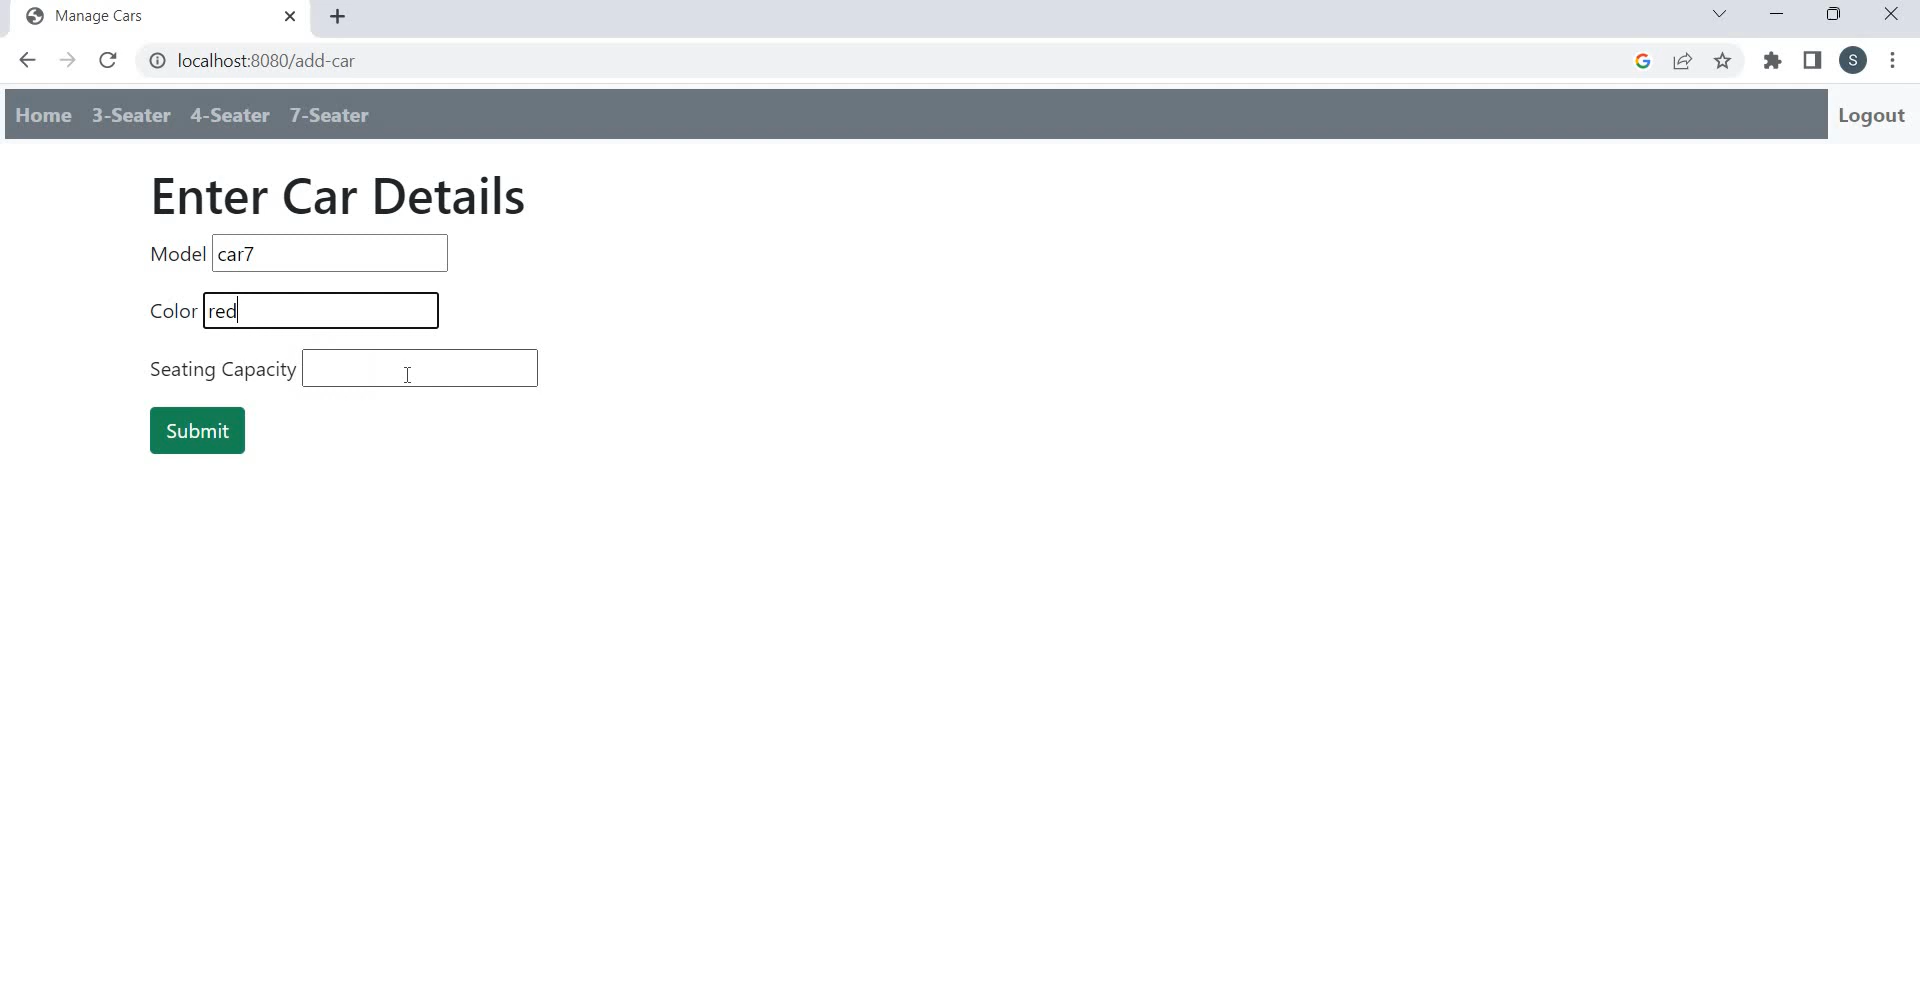 Manage Cars
localhost:8080/add-car
S
Home 3-Seater 4-Seater 7-Seater Logout
Enter Car Details
Model car7
Color red
Seating Capacity
Submit